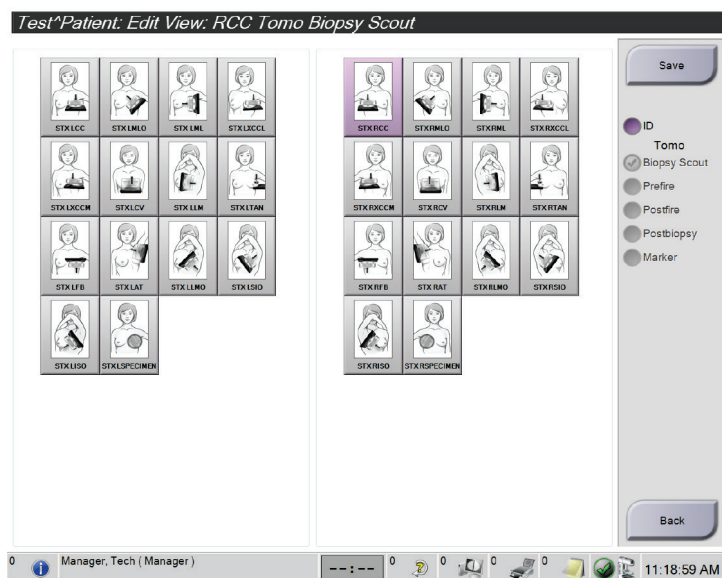 Test^Patient: Edit View: RCC Tomo Biopsy Scout
STX LCC STX LMLO STX LML STX LXCCL
STX LXCCM STX LCV STX LLM STX LTAN
STX LFB STX LAT STX LLMO STX LSIO
STX LISO STX LSPECIMEN
STX RCC STX RMLO STX RML STX RXCCL
STX RXCCM STX RCV STX RLM STX RTAN
STX RFB STX RAT STX RLMO STX RSIO
STX RISO STX RSPECIMEN
Save
ID
Tomo
Biopsy Scout
Prefire
Postfire
Postbiopsy
Marker
Back
0 Manager, Tech ( Manager ) --:-- 0 0 0 0 11:18:59 AM